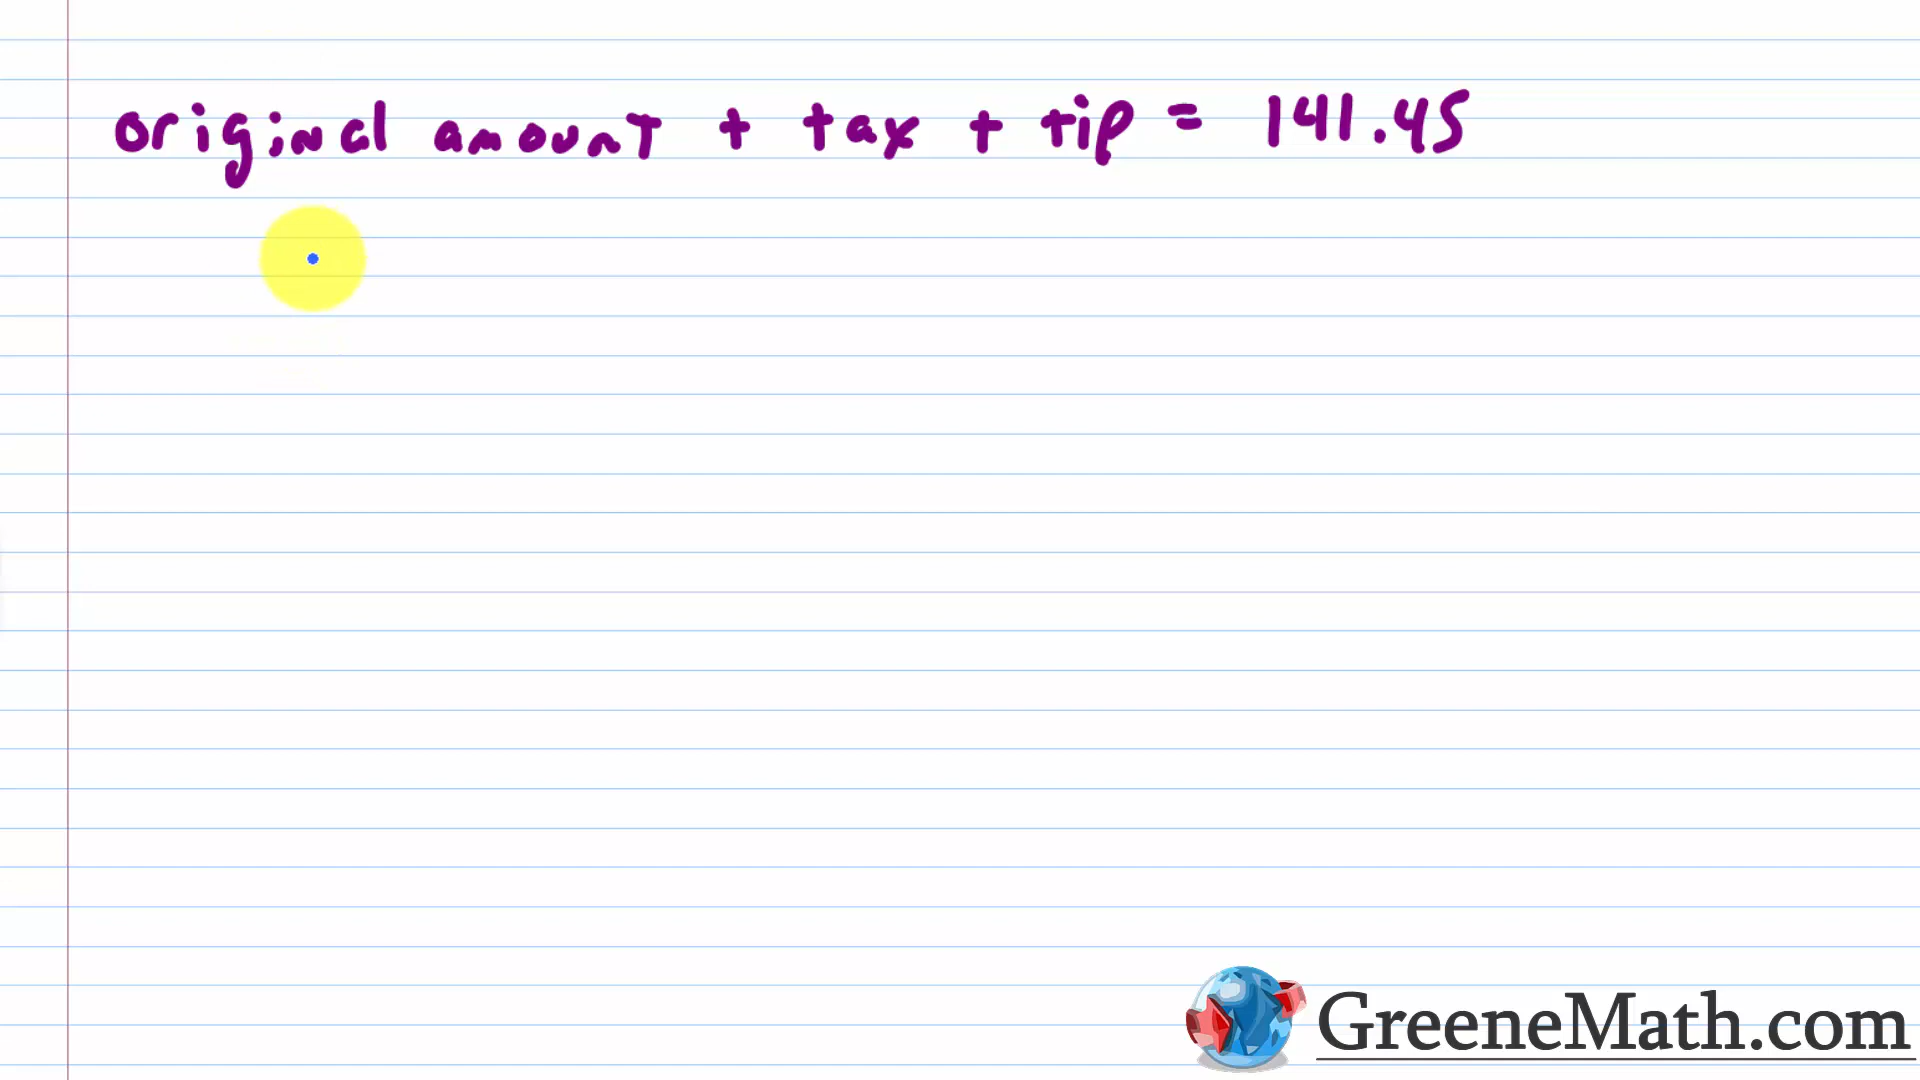 original amount + tax + tip = 141.45
GreeneMath.com